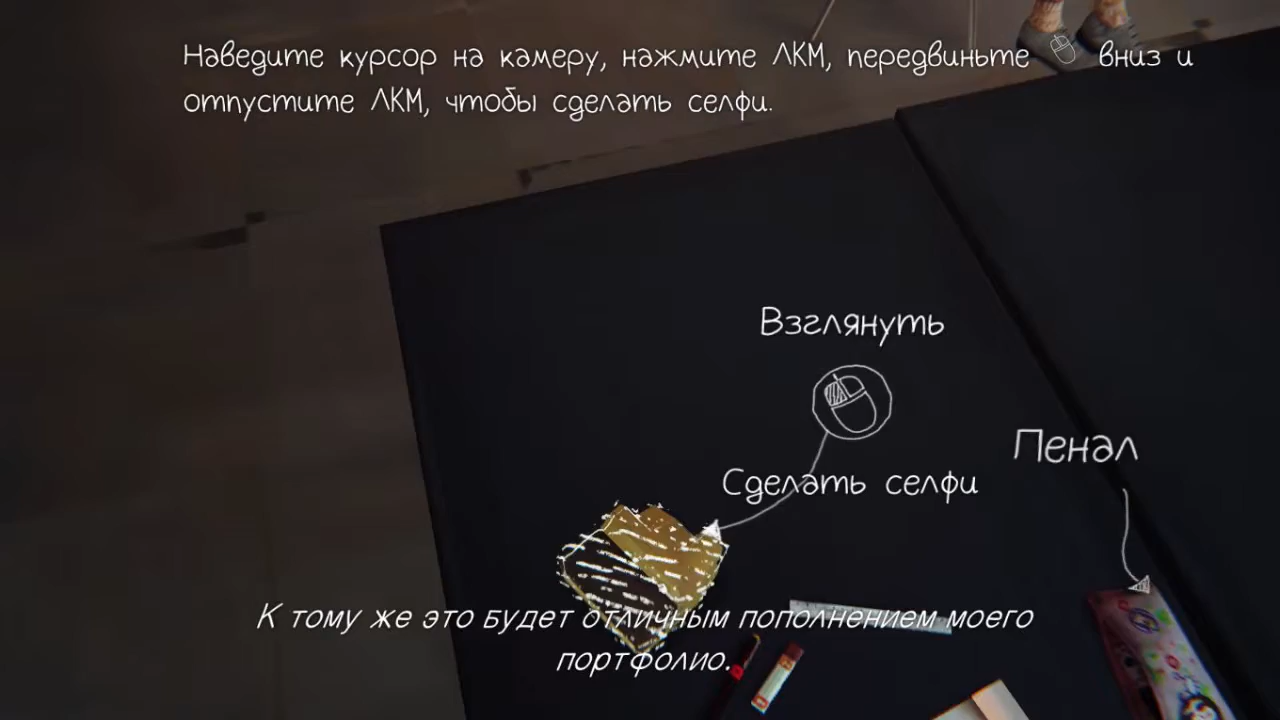 Наведите курсор на камеру, нажмите ЛКМ, передвиньте вниз и
отпустите ЛКМ, чтобы сделать селфи.
Взглянуть
Пенал
Сделать селфи
К тому же это будет отличным пополнением моего
портфолио.